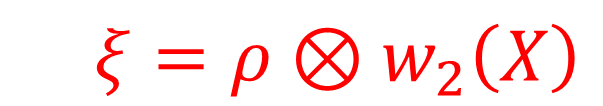 ξ = ρ ⊗ w₂(X)